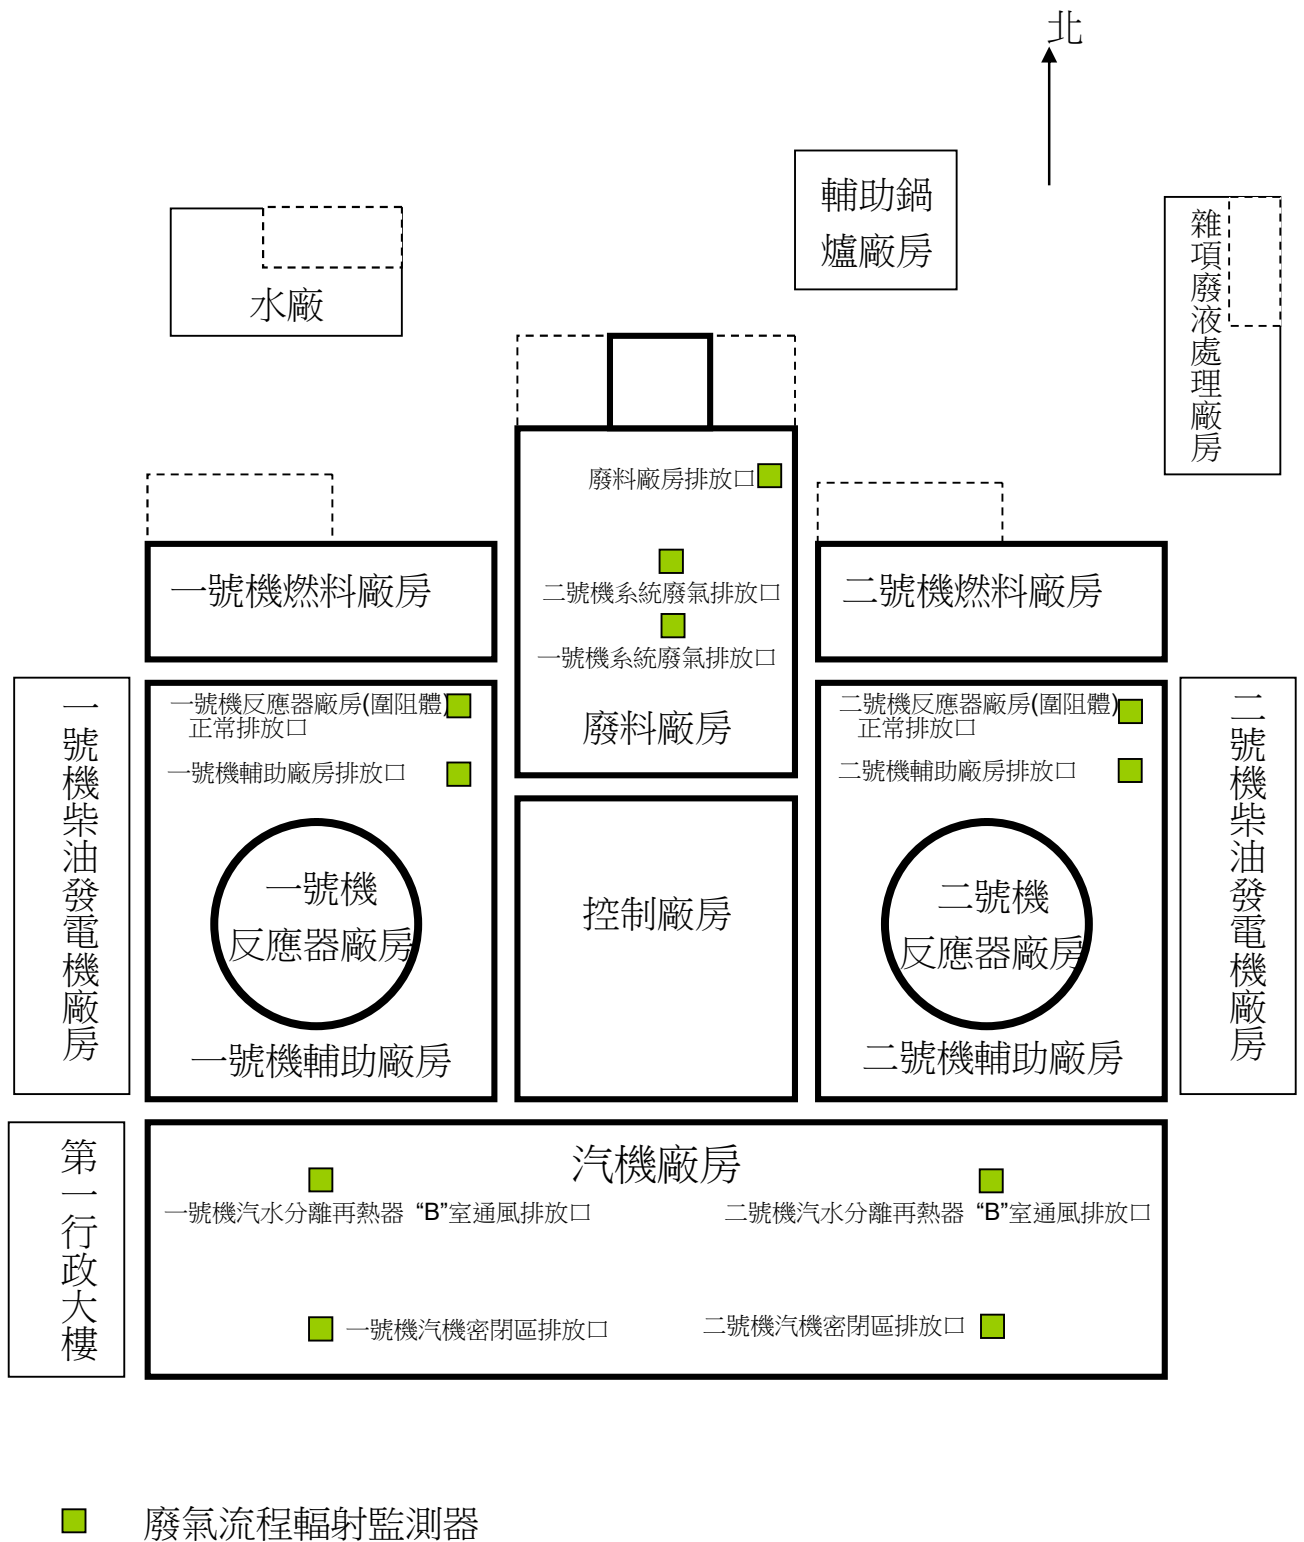 北
輔助鍋
爐廠房
雜項廢液處理廠房
水廠
廢料廠房排放口
二號機系統廢氣排放口
一號機系統廢氣排放口
廢料廠房
一號機燃料廠房
二號機燃料廠房
一號機柴油發電機廠房
一號機反應器廠房(圍阻體)
正常排放口
一號機輔助廠房排放口
一號機
反應器廠房
一號機輔助廠房
控制廠房
二號機反應器廠房(圍阻體)
正常排放口
二號機輔助廠房排放口
二號機
反應器廠房
二號機輔助廠房
二號機柴油發電機廠房
第一行政大樓
汽機廠房
一號機汽水分離再熱器 “B”室通風排放口
二號機汽水分離再熱器 “B”室通風排放口
一號機汽機密閉區排放口
二號機汽機密閉區排放口
廢氣流程輻射監測器